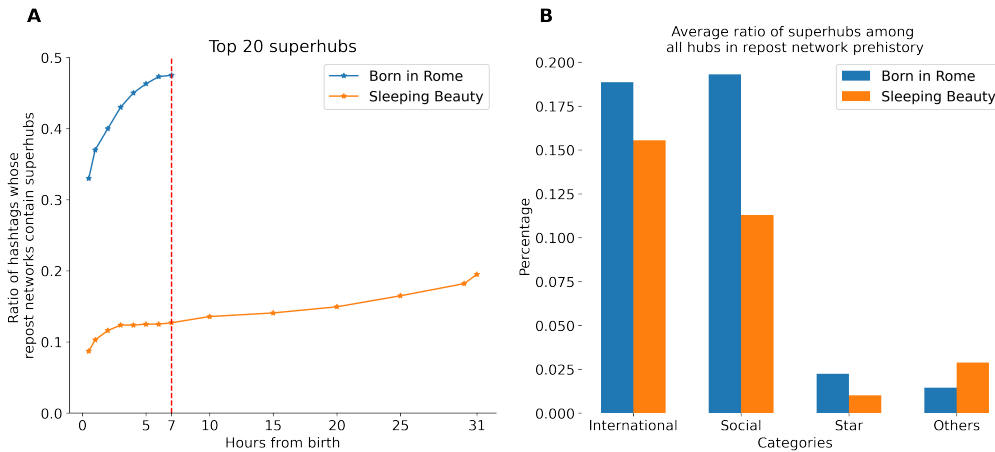 A
Top 20 superhubs
Ratio of hashtags whose
repost networks contain superhubs
0.5
0.4
0.3
0.2
0.1
0.0
Born in Rome
Sleeping Beauty
0
5
7
10
15
20
25
31
Hours from birth
B
Average ratio of superhubs among
all hubs in repost network prehistory
Percentage
0.200
0.175
0.150
0.125
0.100
0.075
0.050
0.025
0.000
Born in Rome
Sleeping Beauty
International
Social
Star
Others
Categories